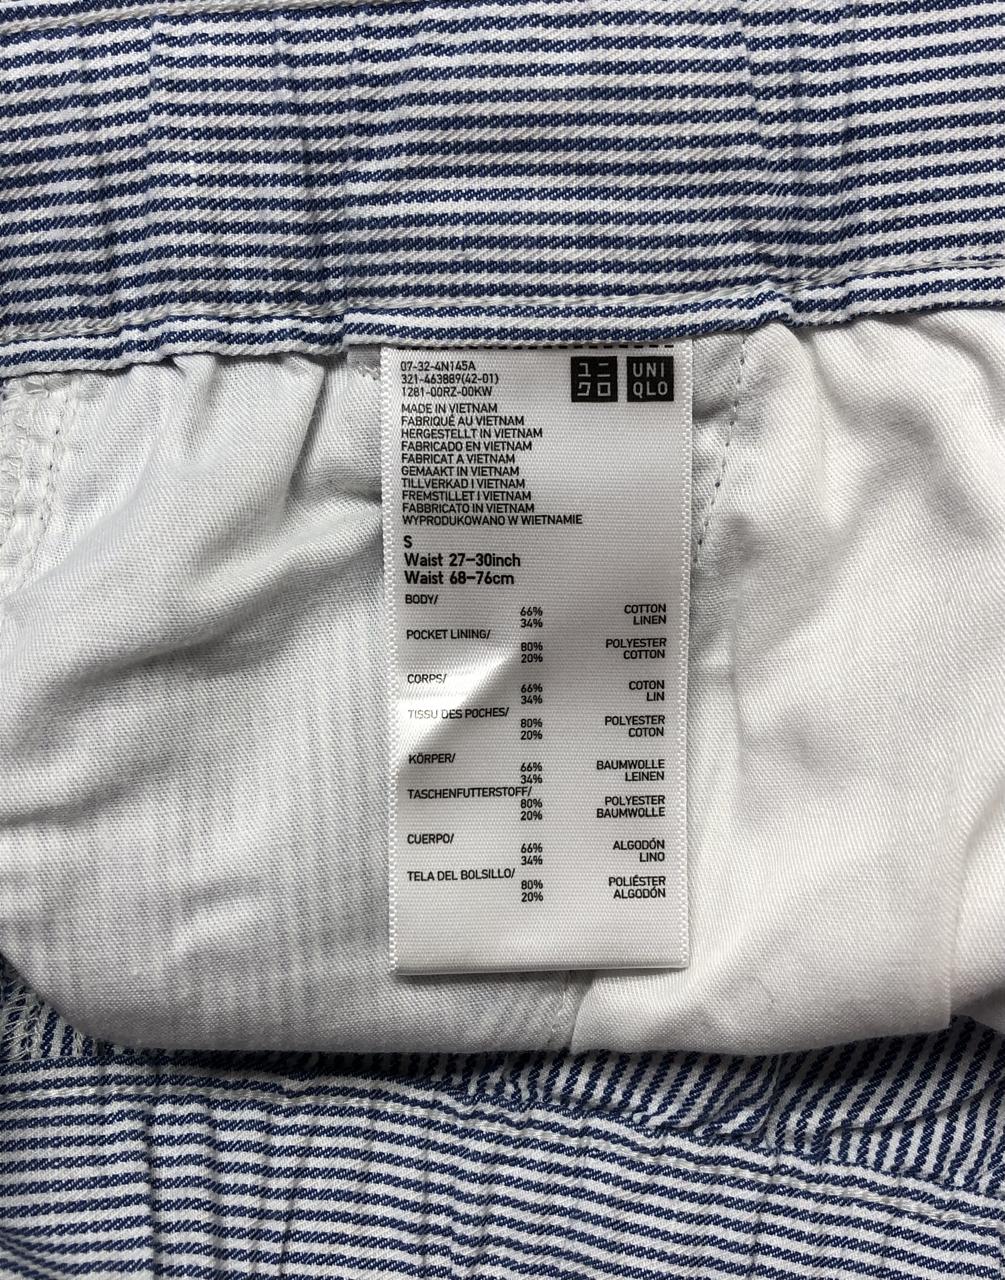 07-32-4N145A
321-463889(42-01)
1281-00RZ-00KW
ユニ
クロ
UNI
QLO
MADE IN VIETNAM
FABRIQUÉ AU VIETNAM
HERGESTELLT IN VIETNAM
FABRICADO EN VIETNAM
FABRICAT A VIETNAM
GEMAAKT IN VIETNAM
TILLVERKAD I VIETNAM
FREMSTILLET I VIETNAM
FABBRICATO IN VIETNAM
WYPRODUKOWANO W WIETNAMIE
S
Waist 27–30inch
Waist 68–76cm
BODY/
66% COTTON
34% LINEN
POCKET LINING/
80% POLYESTER
20% COTTON
CORPS/
66% COTON
34% LIN
TISSU DES POCHES/
80% POLYESTER
20% COTON
KÖRPER/
66% BAUMWOLLE
34% LEINEN
TASCHENFUTTERSTOFF/
80% POLYESTER
20% BAUMWOLLE
CUERPO/
66% ALGODÓN
34% LINO
TELA DEL BOLSILLO/
80% POLIÉSTER
20% ALGODÓN